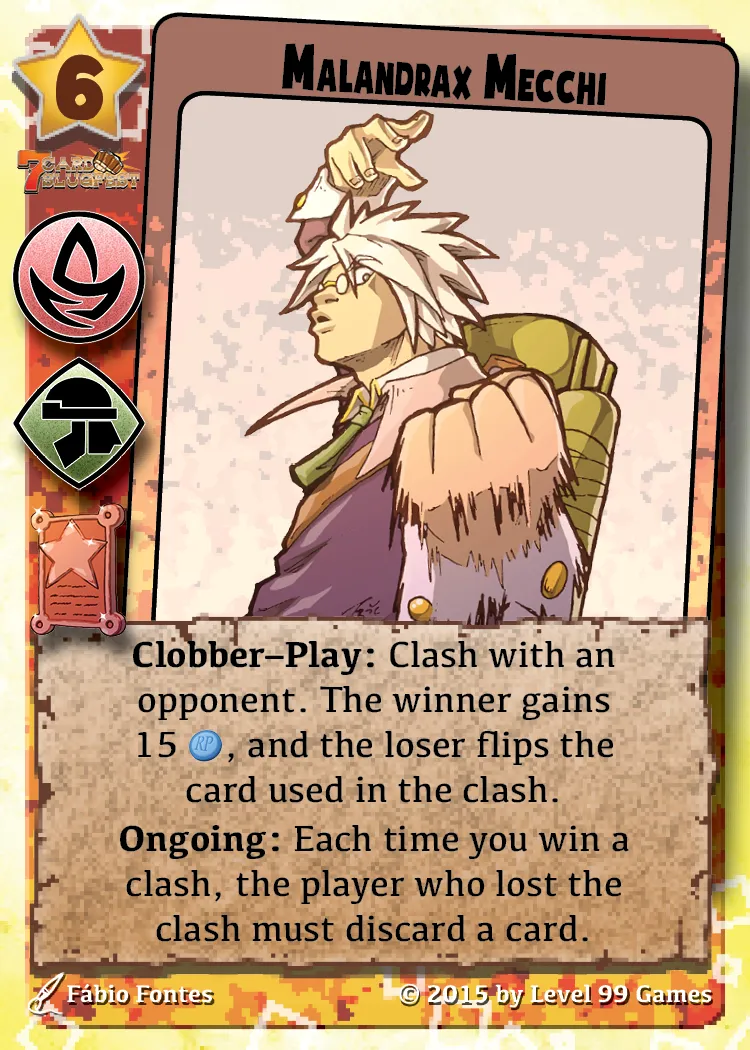 6
MALANDRAX MECCHI
7 CARD
SLUGFEST
Clobber–Play: Clash with an
opponent. The winner gains
15 RP, and the loser flips the
card used in the clash.
Ongoing: Each time you win a
clash, the player who lost the
clash must discard a card.
Fábio Fontes
© 2015 by Level 99 Games